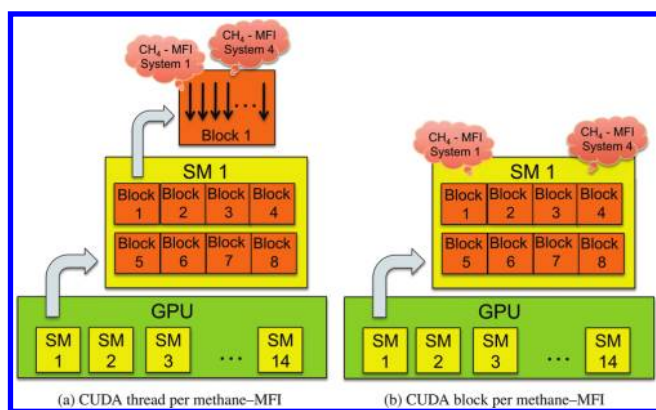 CH₄ - MFI
System 1
CH₄ - MFI
System 4
...
Block 1
SM 1
Block 1 Block 2 Block 3 Block 4
Block 5 Block 6 Block 7 Block 8
GPU
SM 1 SM 2 SM 3 ... SM 14
(a) CUDA thread per methane–MFI
CH₄ - MFI
System 1
CH₄ - MFI
System 4
SM 1
Block 1 Block 2 Block 3 Block 4
Block 5 Block 6 Block 7 Block 8
GPU
SM 1 SM 2 SM 3 ... SM 14
(b) CUDA block per methane–MFI